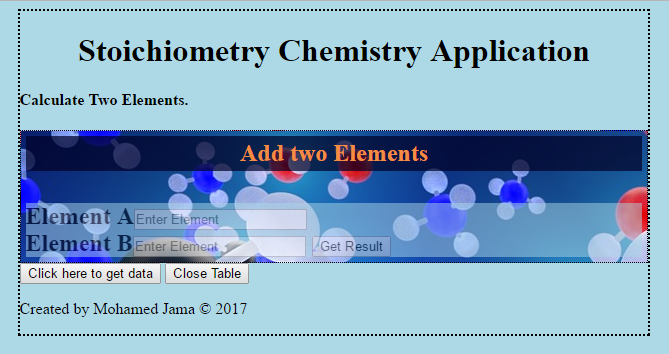 Stoichiometry Chemistry Application
Calculate Two Elements.
Add two Elements
Element A Enter Element
Element B Enter Element Get Result
Click here to get data Close Table
Created by Mohamed Jama © 2017